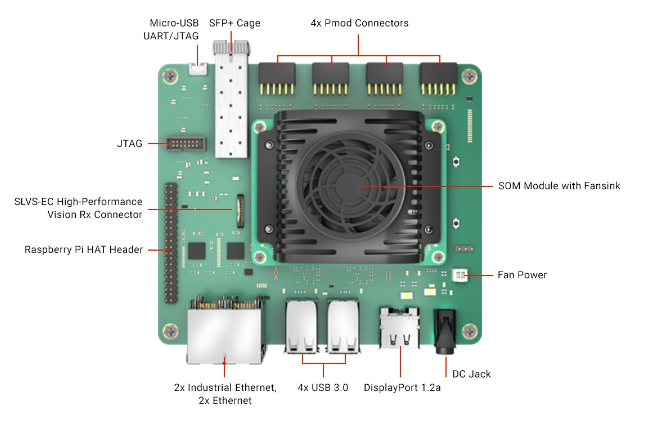 Micro-USB
UART/JTAG
SFP+ Cage
4x Pmod Connectors
JTAG
SOM Module with Fansink
SLVS-EC High-Performance
Vision Rx Connector
Raspberry Pi HAT Header
Fan Power
2x Industrial Ethernet,
2x Ethernet
4x USB 3.0
DisplayPort 1.2a
DC Jack